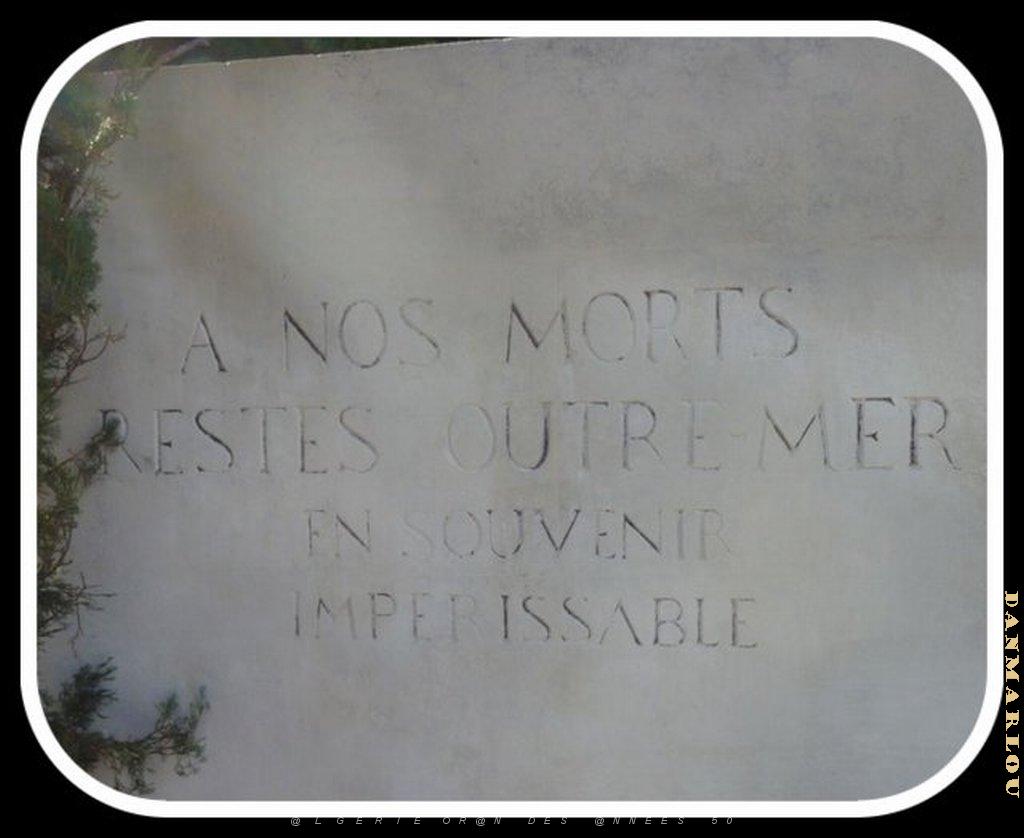 A NOS MORTS
RESTES OUTRE-MER
EN SOUVENIR
IMPERISSABLE
DANMARLOU
@LGERIE OR@N DES @NNEES 50